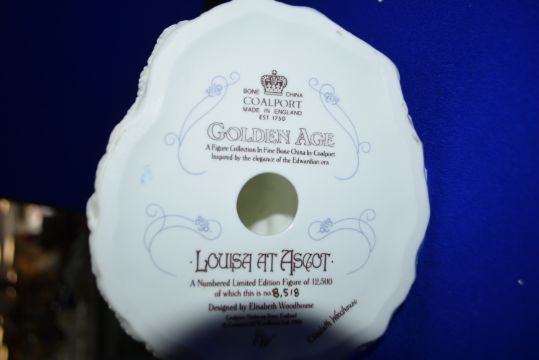 BONE CHINA
COALPORT
MADE IN ENGLAND
EST. 1750
GOLDEN AGE
A Figure Collection In Fine Bone China by Coalport
Inspired by the elegance of the Edwardian era
·LOUISA AT ASCOT·
A Numbered Limited Edition Figure of 12,500
of which this is no 8,518
Designed by Elisabeth Woodhouse
Elisabeth Woodhouse